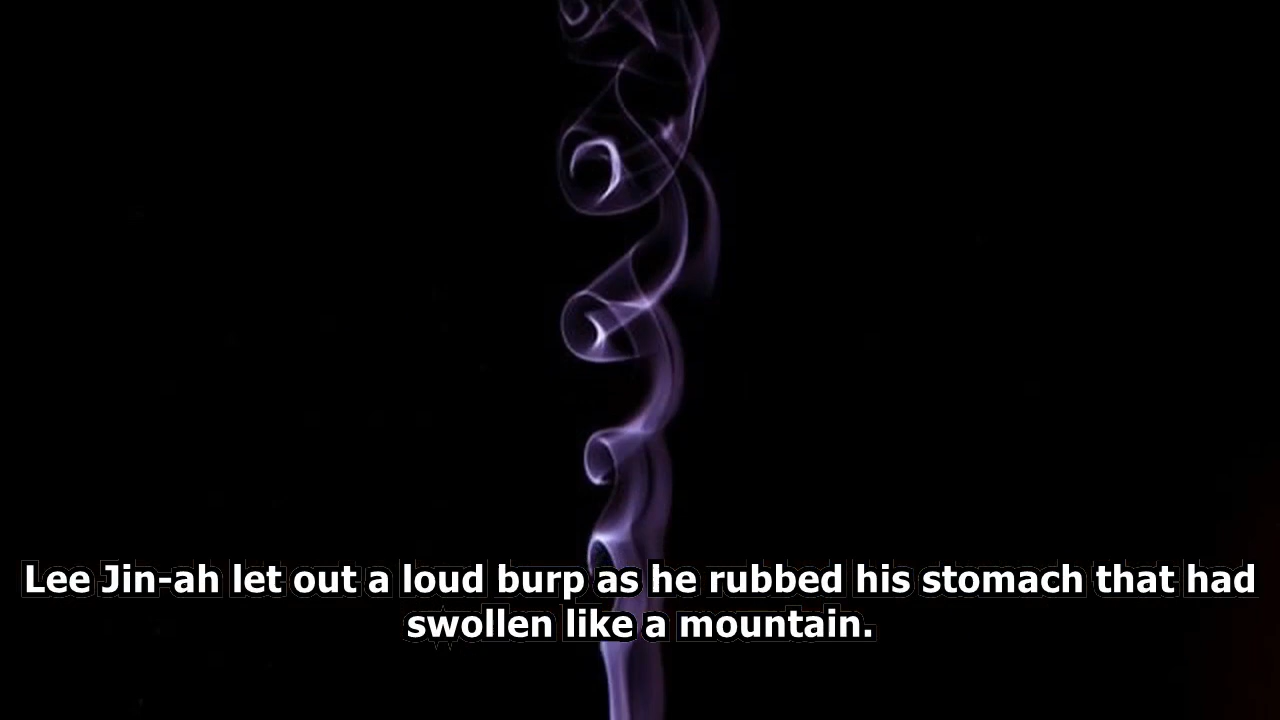 Lee Jin-ah let out a loud burp as he rubbed his stomach that had
swollen like a mountain.